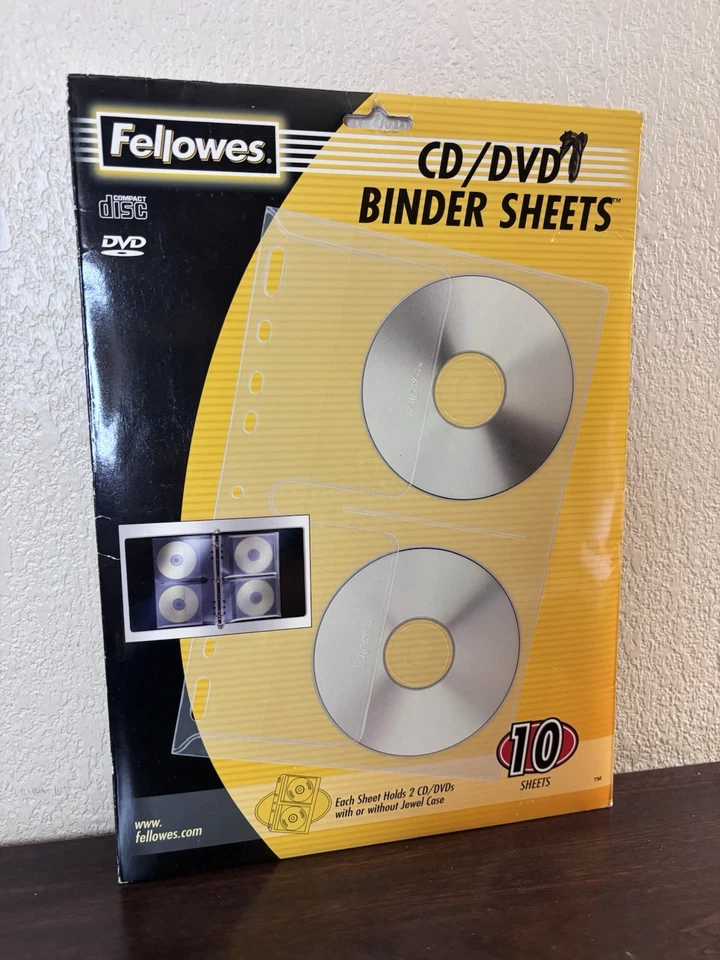 Fellowes®
COMPACT
disc
DVD
CD/DVD
BINDER SHEETS™
10
SHEETS
™
Each Sheet Holds 2 CD/DVDs
with or without Jewel Case
www.
fellowes.com